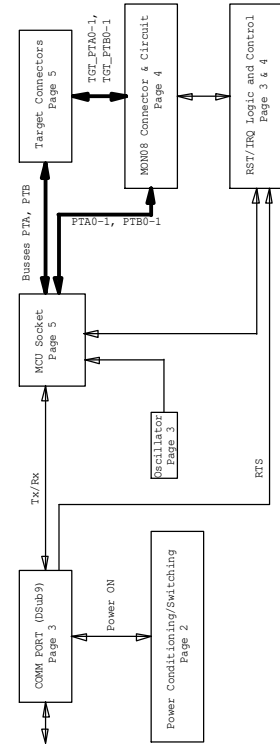 COMM PORT (DSub9)
Page 3
Tx/Rx
MCU Socket
Page 5
Busses PTA, PTB
Target Connectors
Page 5
TGT_PTA0-1,
TGT_PTB0-1
PTA0-1, PTB0-1
MON08 Connector & Circuit
Page 4
Power ON
Oscillator
Page 3
Power Conditioning/Switching
Page 2
RTS
RST/IRQ Logic and Control
Page 3 & 4